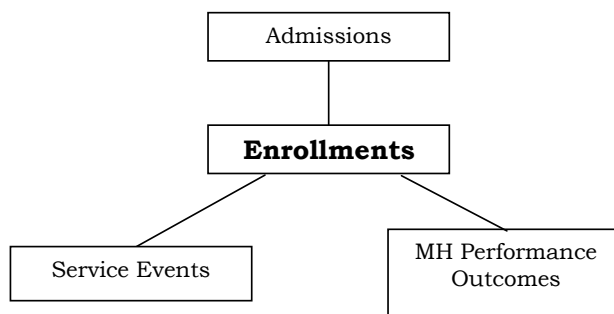 Admissions
Enrollments
Service Events
MH Performance
Outcomes